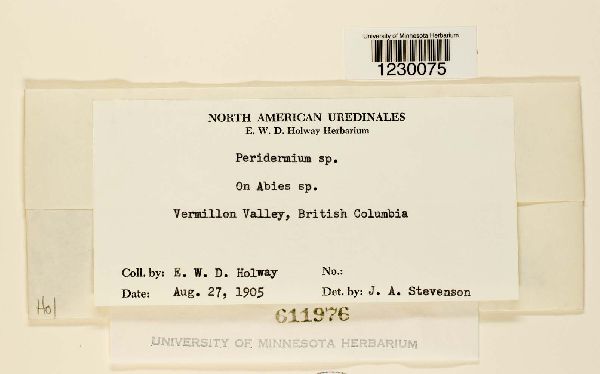 University of Minnesota Herbarium
1230075
NORTH AMERICAN UREDINALES
E. W. D. Holway Herbarium
Peridermium sp.
On Abies sp.
Vermillon Valley, British Columbia
Coll. by: E. W. D. Holway No.:
Date: Aug. 27, 1905 Det. by: J. A. Stevenson
Hol
611976
UNIVERSITY OF MINNESOTA HERBARIUM